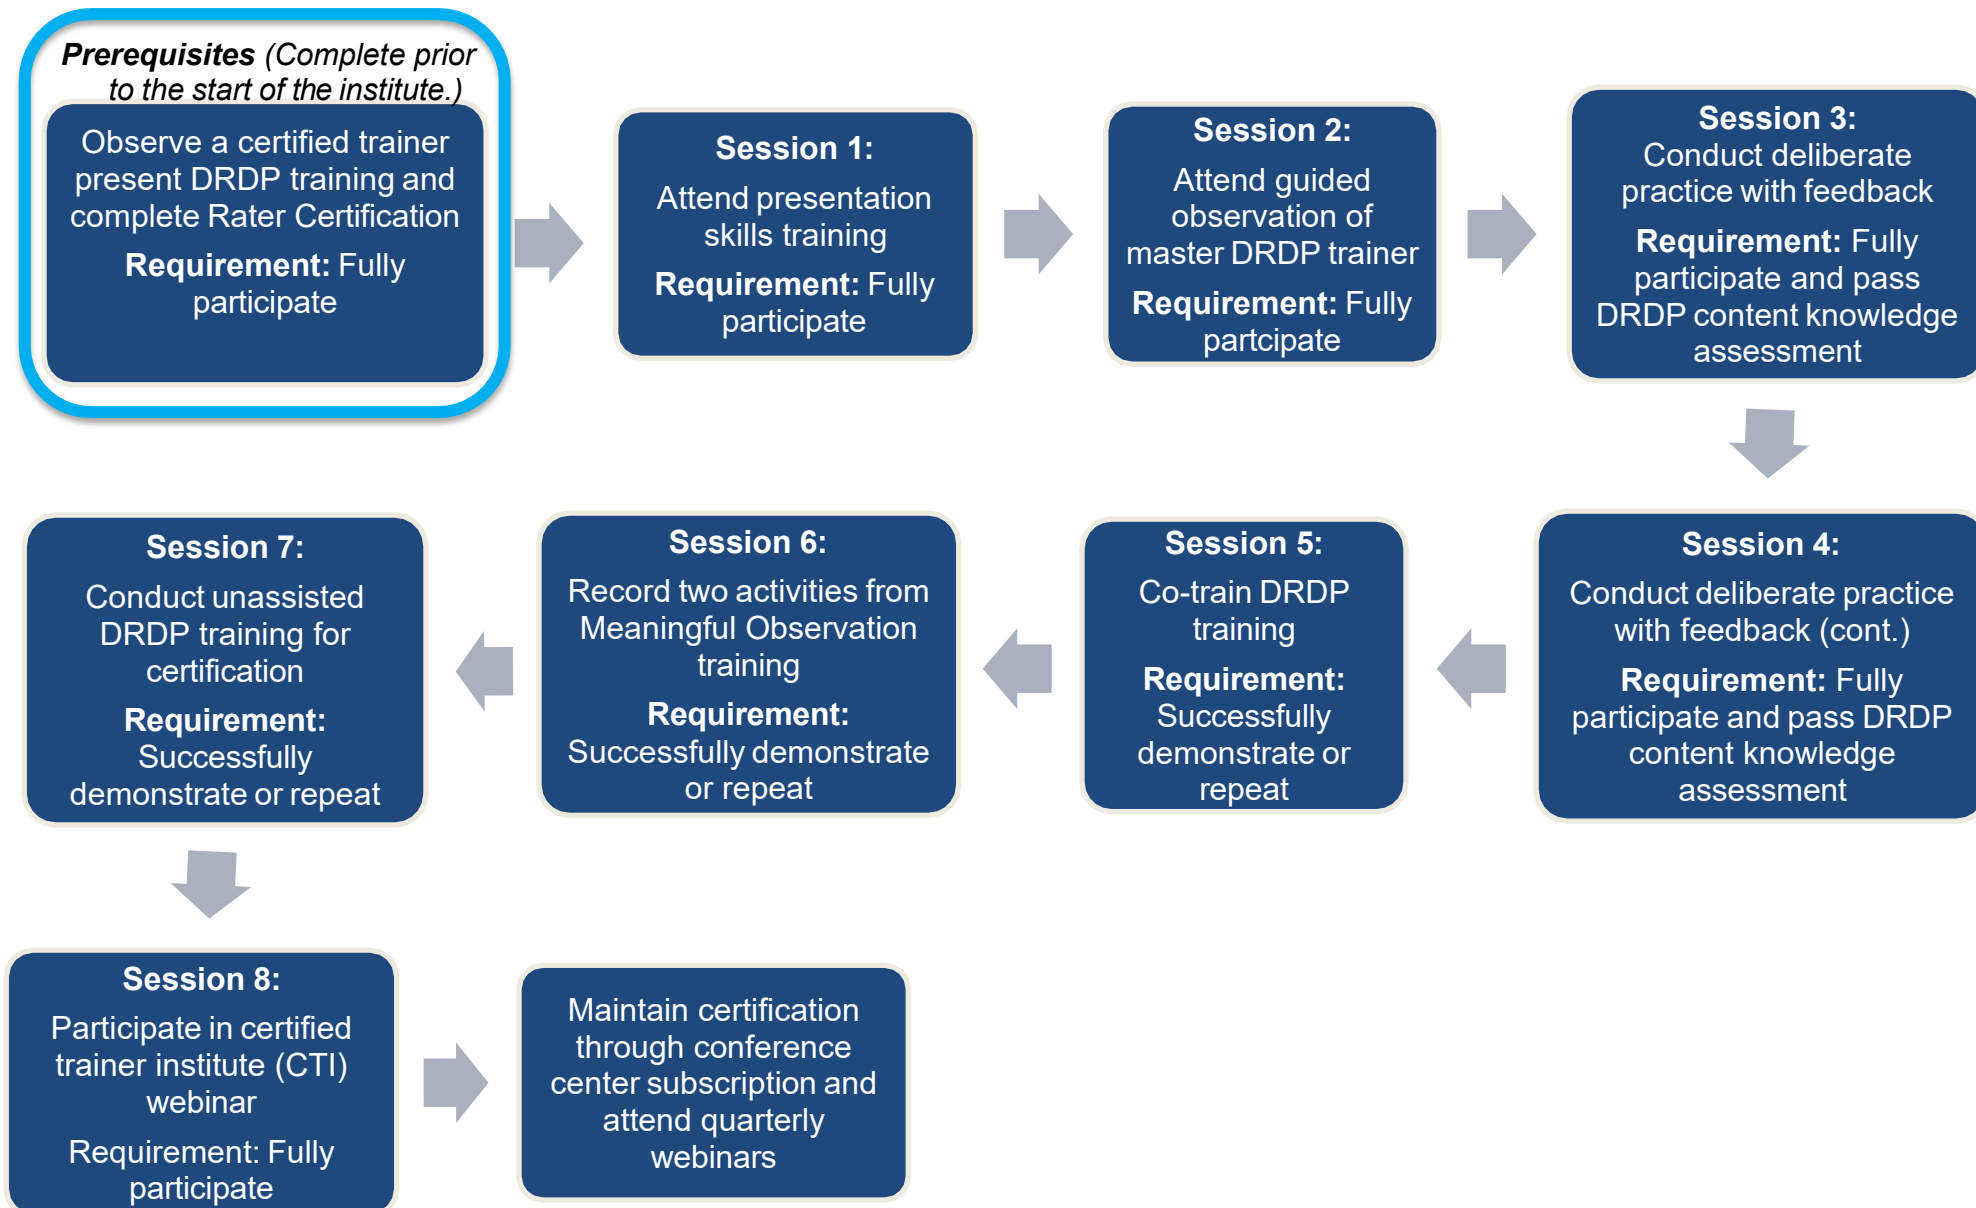 Prerequisites (Complete prior
to the start of the institute.)
Observe a certified trainer
present DRDP training and
complete Rater Certification
Requirement: Fully
participate
Session 1:
Attend presentation
skills training
Requirement: Fully
participate
Session 2:
Attend guided
observation of
master DRDP trainer
Requirement: Fully
partcipate
Session 3:
Conduct deliberate
practice with feedback
Requirement: Fully
participate and pass
DRDP content knowledge
assessment
Session 4:
Conduct deliberate practice
with feedback (cont.)
Requirement: Fully
participate and pass DRDP
content knowledge
assessment
Session 5:
Co-train DRDP
training
Requirement:
Successfully
demonstrate or
repeat
Session 6:
Record two activities from
Meaningful Observation
training
Requirement:
Successfully demonstrate
or repeat
Session 7:
Conduct unassisted
DRDP training for
certification
Requirement:
Successfully
demonstrate or repeat
Session 8:
Participate in certified
trainer institute (CTI)
webinar
Requirement: Fully
participate
Maintain certification
through conference
center subscription and
attend quarterly
webinars